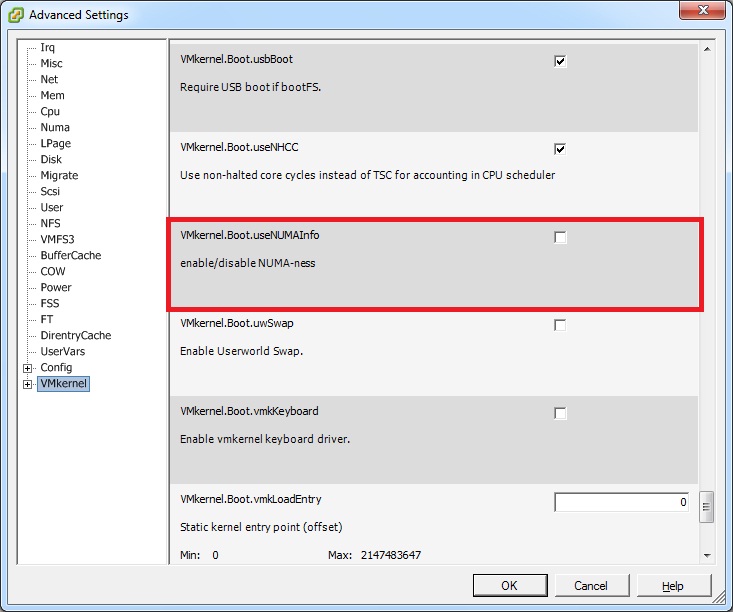 Advanced Settings
Irq
Misc
Net
Mem
Cpu
Numa
LPage
Disk
Migrate
Scsi
User
NFS
VMFS3
BufferCache
COW
Power
FSS
FT
DirentryCache
UserVars
Config
VMkernel
VMkernel.Boot.usbBoot
Require USB boot if bootFS.
VMkernel.Boot.useNHCC
Use non-halted core cycles instead of TSC for accounting in CPU scheduler
VMkernel.Boot.useNUMAInfo
enable/disable NUMA-ness
VMkernel.Boot.uwSwap
Enable Userworld Swap.
VMkernel.Boot.vmkKeyboard
Enable vmkernel keyboard driver.
VMkernel.Boot.vmkLoadEntry 0
Static kernel entry point (offset)
Min: 0 Max: 2147483647
OK Cancel Help